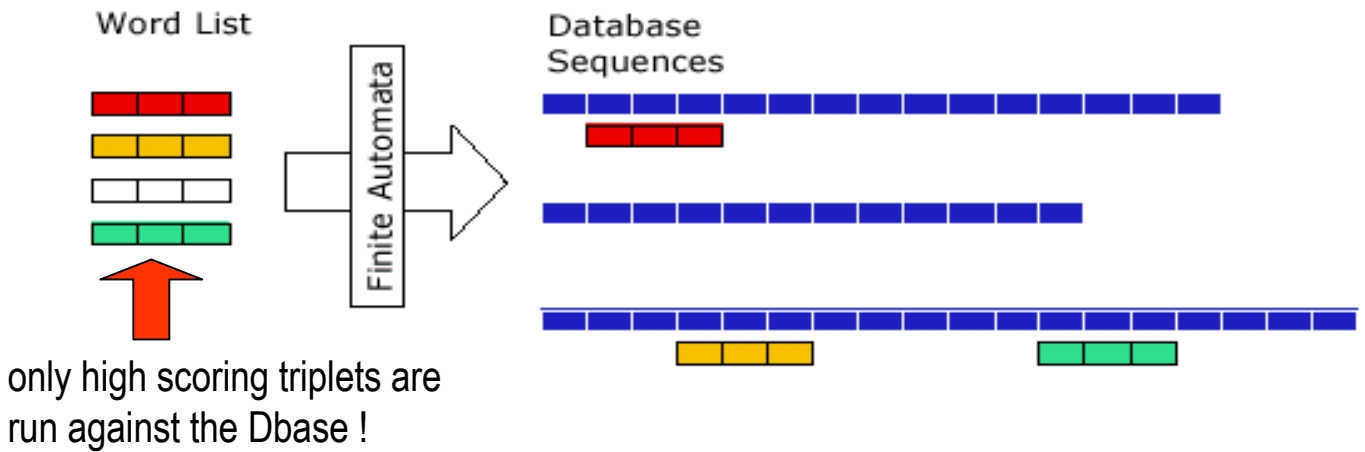 Word List
Finite Automata
Database
Sequences
only high scoring triplets are
run against the Dbase !